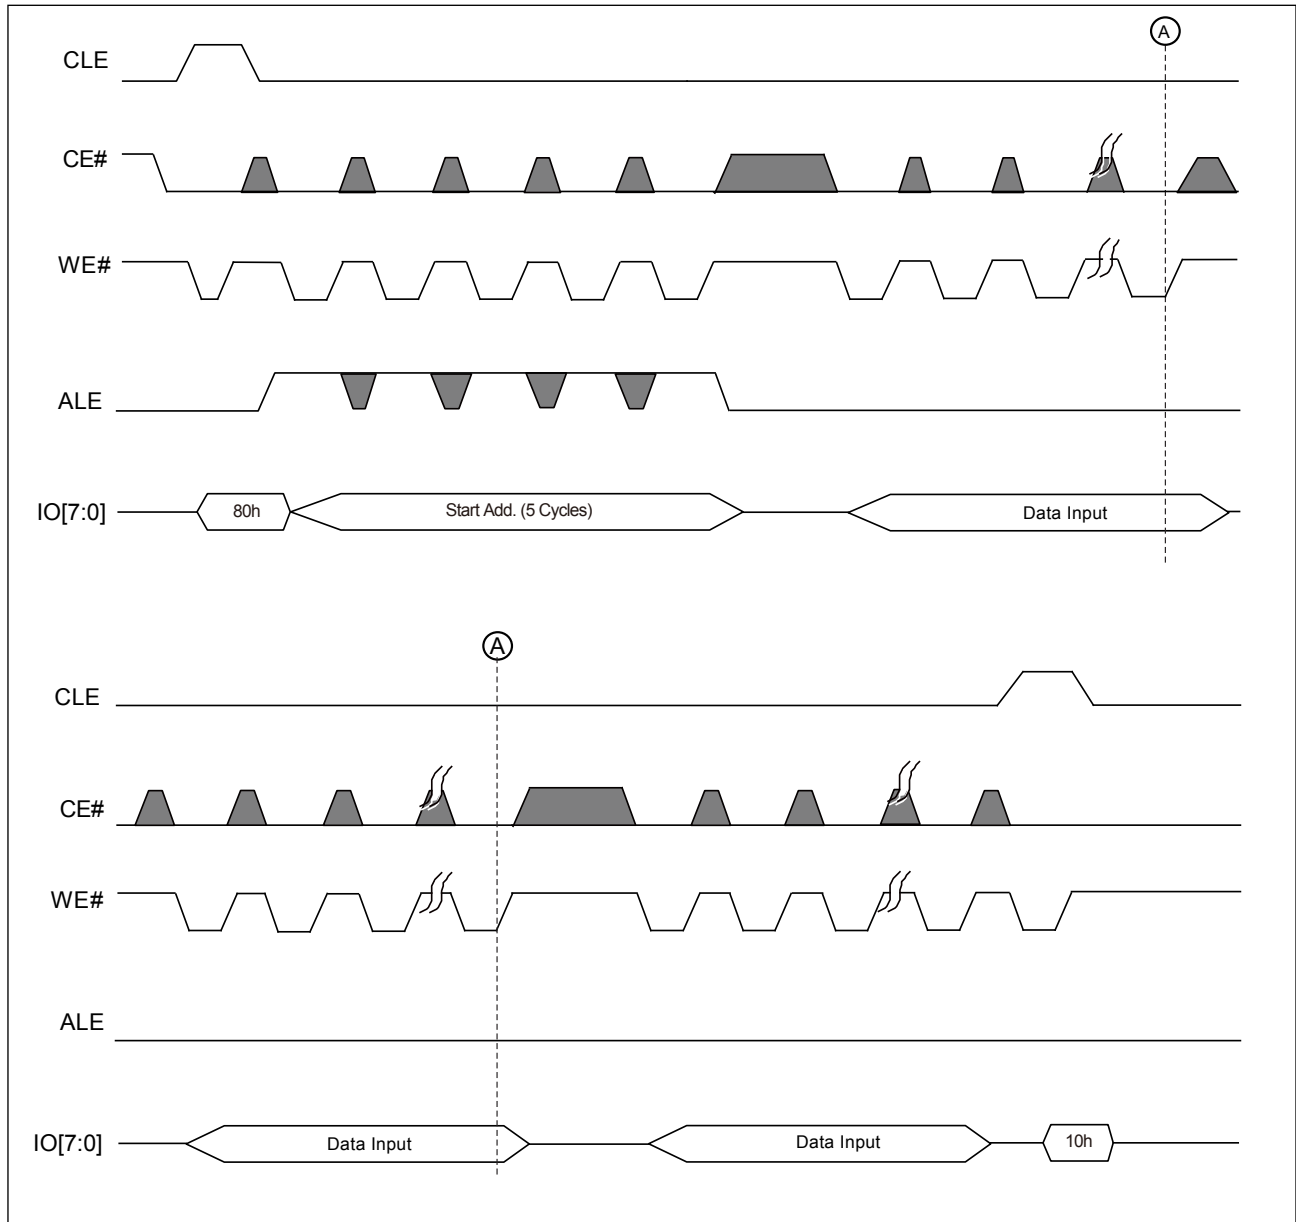 A
CLE
CE#
WE#
ALE
IO[7:0] 80h Start Add. (5 Cycles) Data Input
A
CLE
CE#
WE#
ALE
IO[7:0] Data Input Data Input 10h